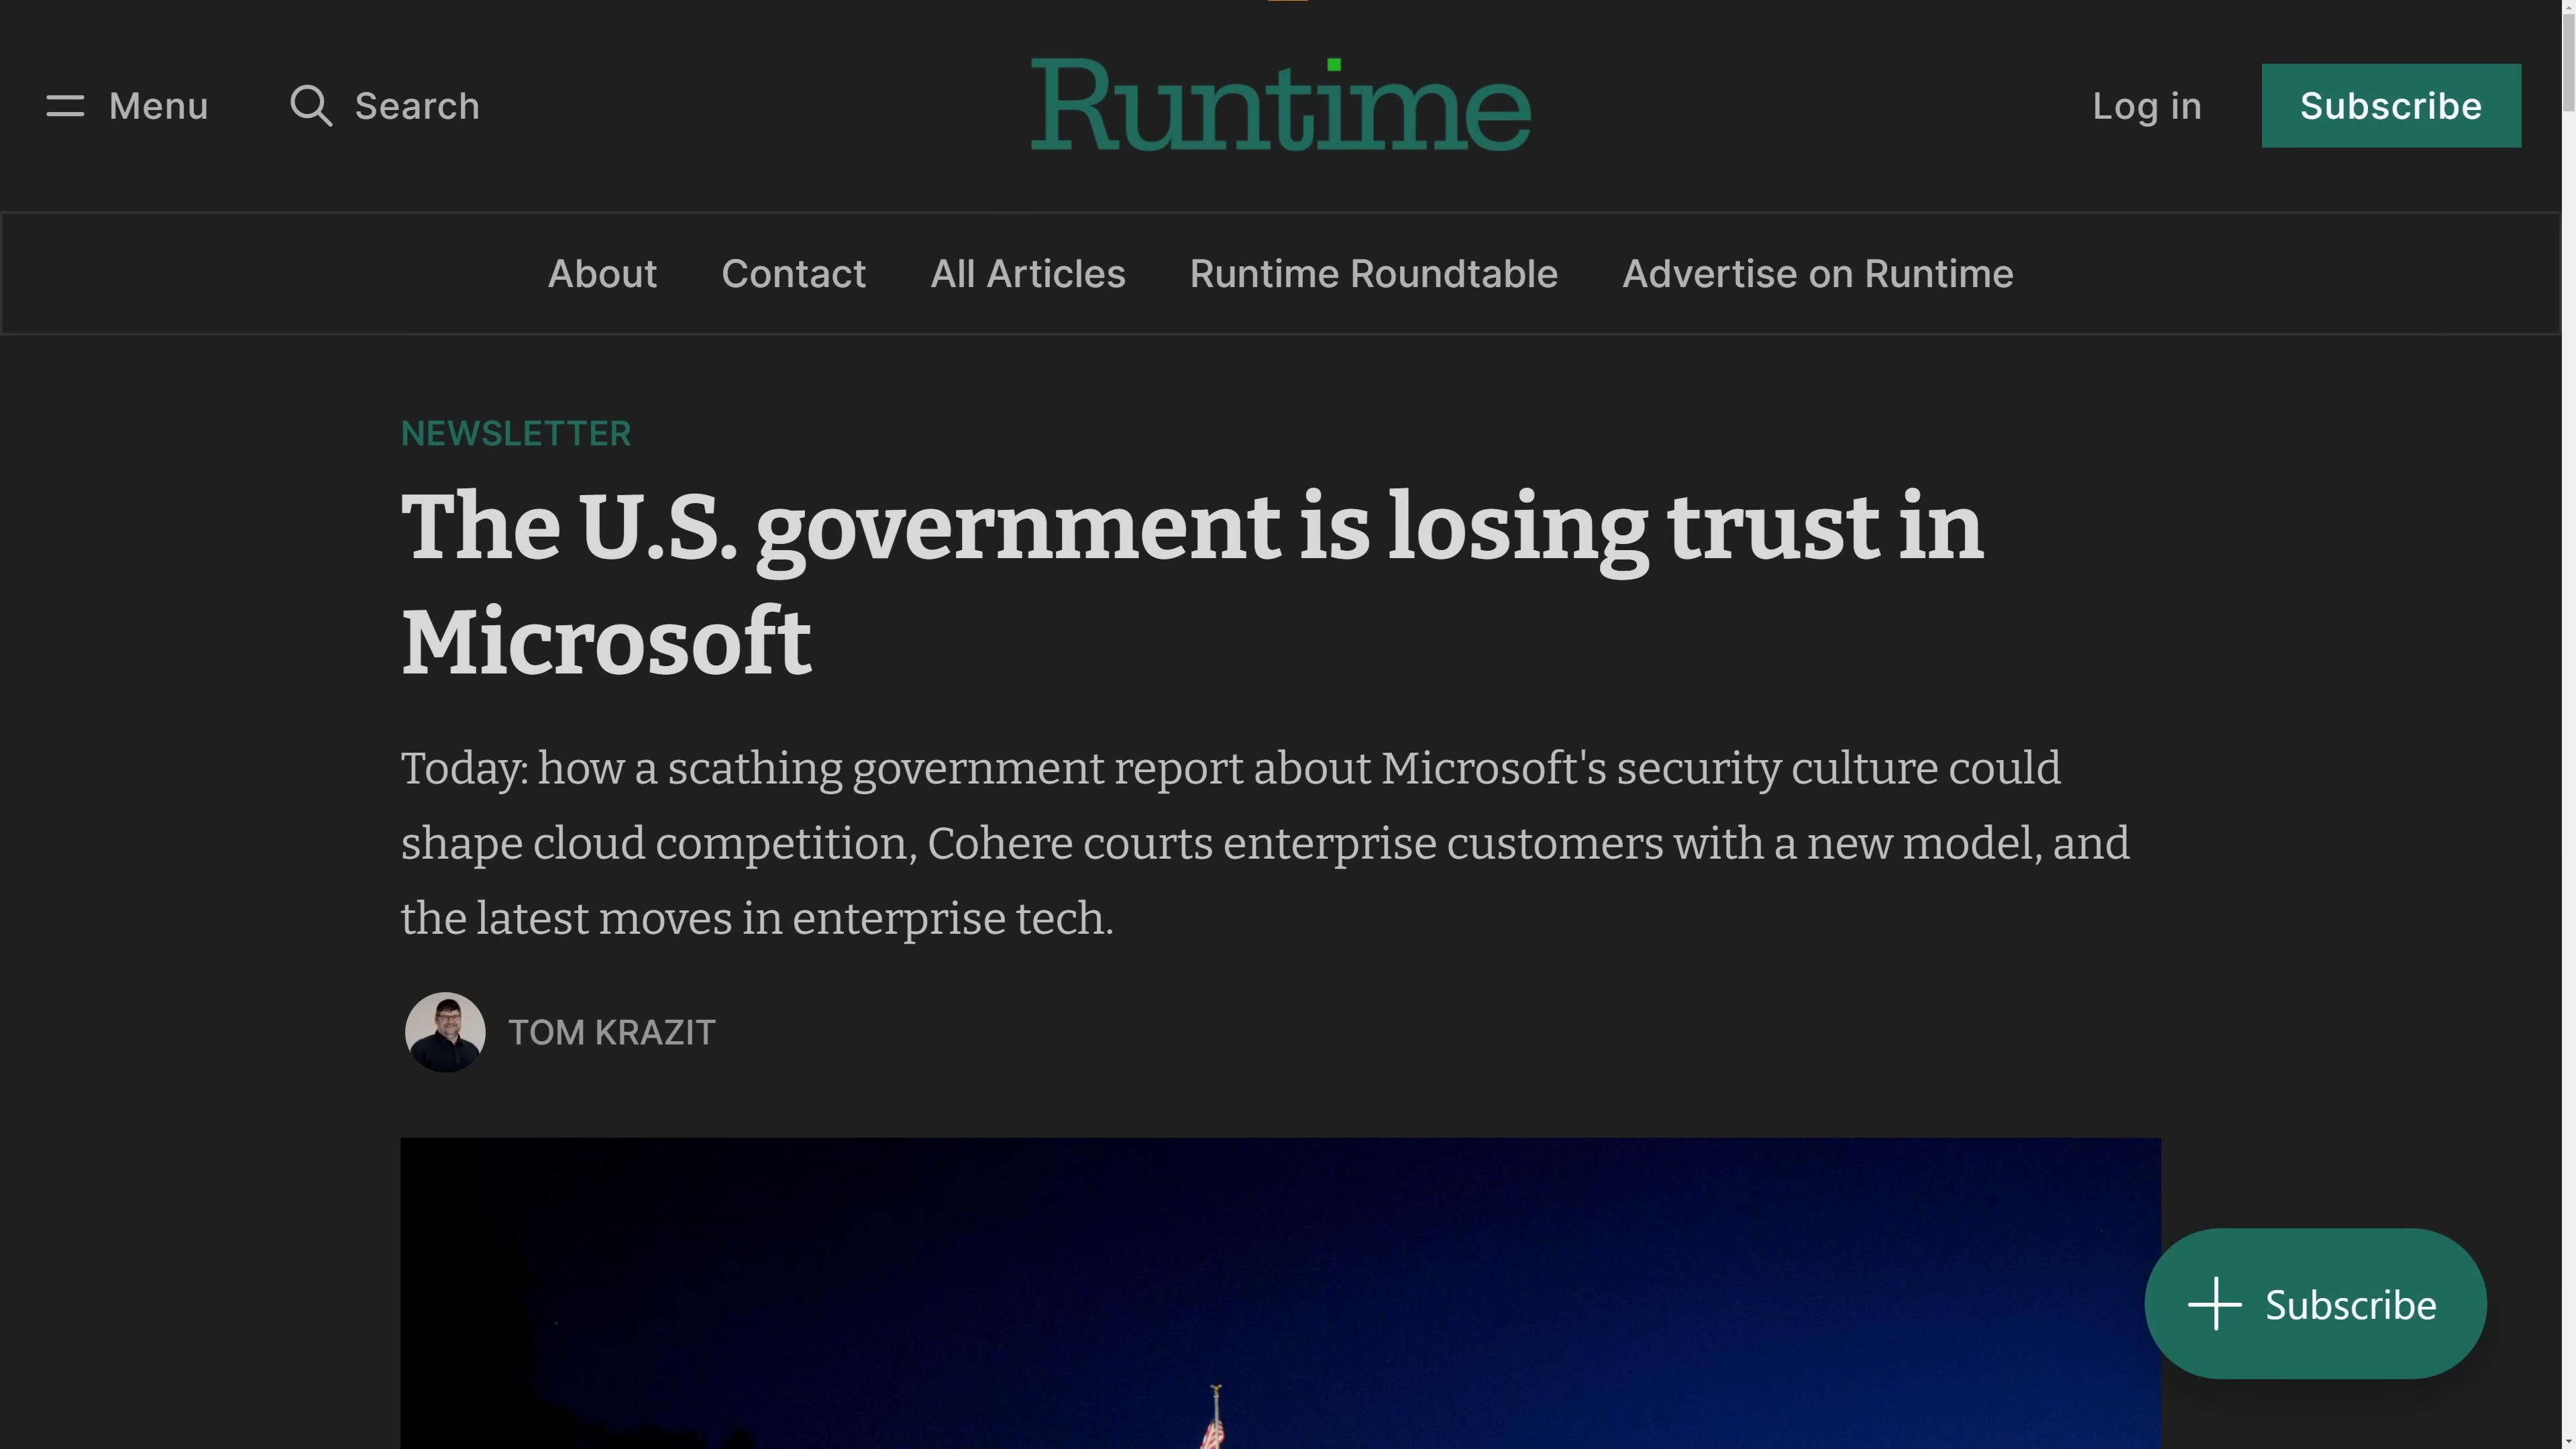 Menu
Search
Runtime
Log in
Subscribe
About
Contact
All Articles
Runtime Roundtable
Advertise on Runtime
NEWSLETTER
The U.S. government is losing trust in
Microsoft
Today: how a scathing government report about Microsoft's security culture could
shape cloud competition, Cohere courts enterprise customers with a new model, and
the latest moves in enterprise tech.
TOM KRAZIT
Subscribe